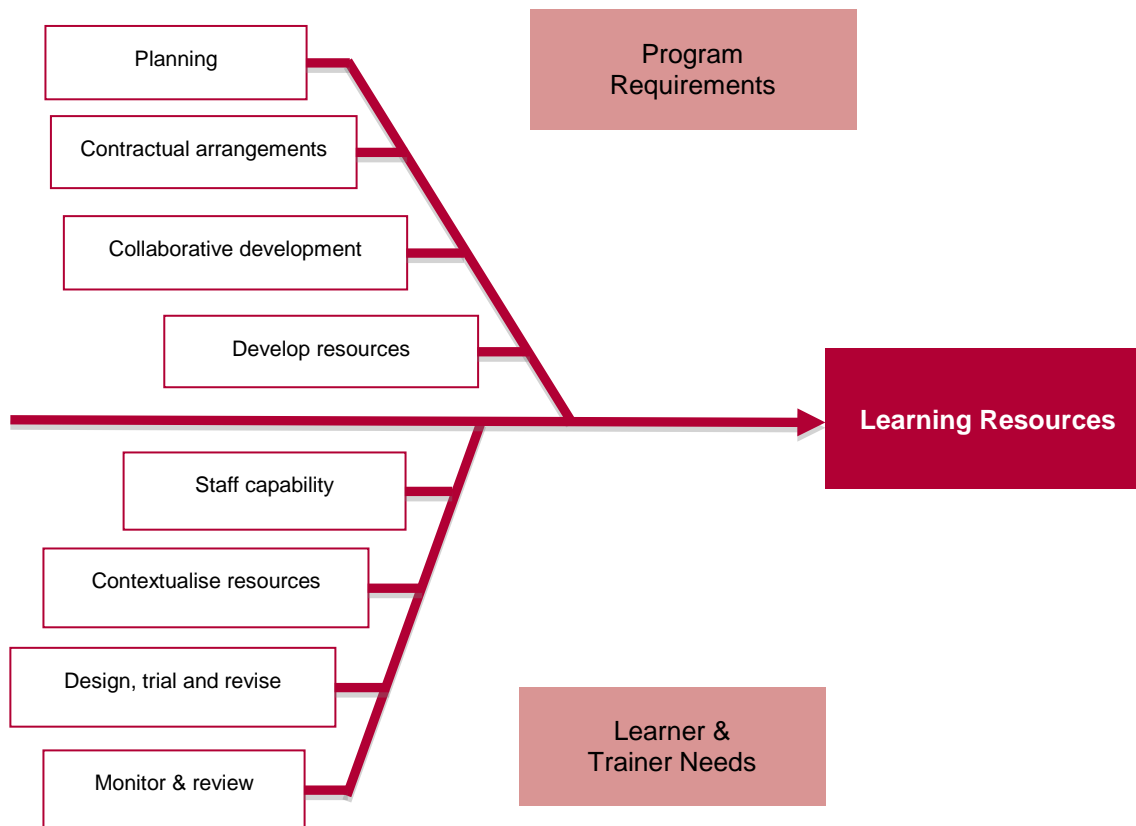 Planning
Program
Requirements
Contractual arrangements
Collaborative development
Develop resources
Learning Resources
Staff capability
Contextualise resources
Design, trial and revise
Learner &
Trainer Needs
Monitor & review